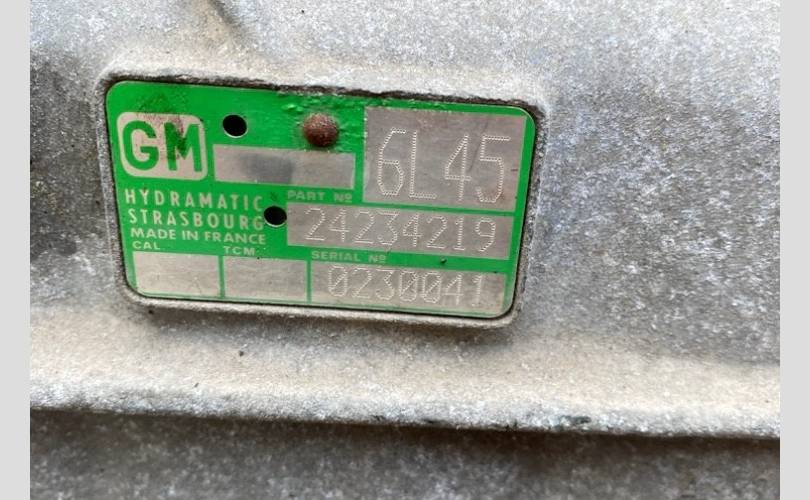 GM
6L45
HYDRAMATIC
STRASBOURG
MADE IN FRANCE
PART Nº
24234219
CAL
TCM
SERIAL Nº
0230041